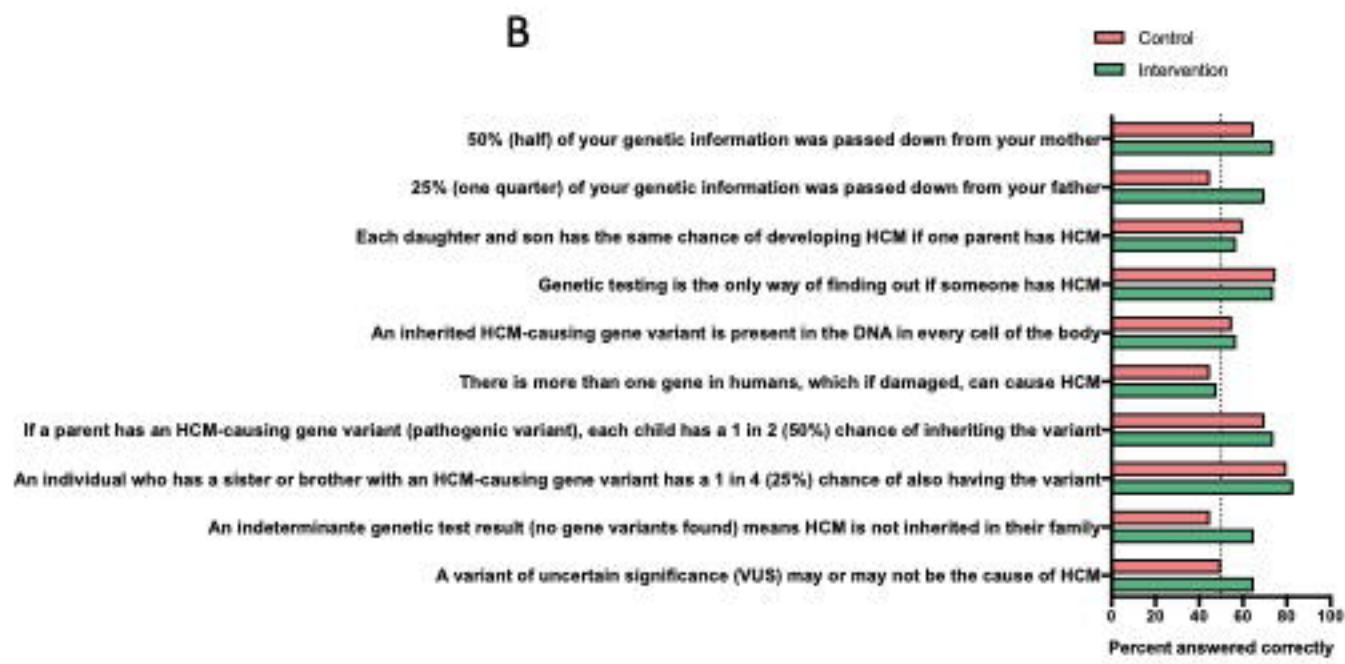 B
Control
Intervention
50% (half) of your genetic information was passed down from your mother
25% (one quarter) of your genetic information was passed down from your father
Each daughter and son has the same chance of developing HCM if one parent has HCM
Genetic testing is the only way of finding out if someone has HCM
An inherited HCM-causing gene variant is present in the DNA in every cell of the body
There is more than one gene in humans, which if damaged, can cause HCM
If a parent has an HCM-causing gene variant (pathogenic variant), each child has a 1 in 2 (50%) chance of inheriting the variant
An individual who has a sister or brother with an HCM-causing gene variant has a 1 in 4 (25%) chance of also having the variant
An indeterminante genetic test result (no gene variants found) means HCM is not inherited in their family
A variant of uncertain significance (VUS) may or may not be the cause of HCM
0 20 40 60 80 100
Percent answered correctly